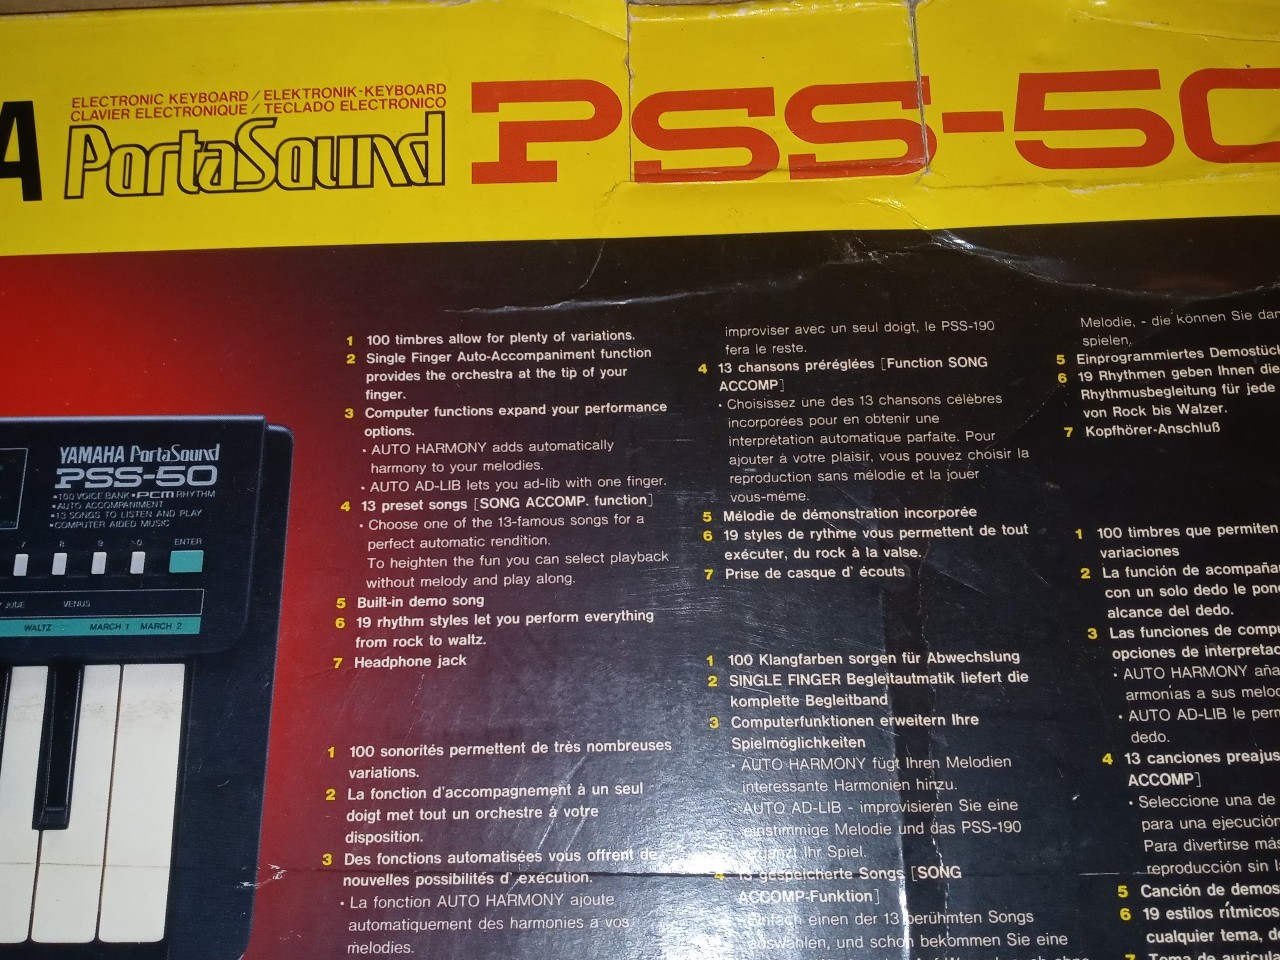 A
ELECTRONIC KEYBOARD / ELEKTRONIK-KEYBOARD
CLAVIER ELECTRONIQUE / TECLADO ELECTRONICO
PortaSound
PSS-50
YAMAHA PortaSound
PSS-50
•100 VOICE BANK •PCM RHYTHM
•AUTO ACCOMPANIMENT
•13 SONGS TO LISTEN AND PLAY
•COMPUTER AIDED MUSIC
7 8 9 0 ENTER
JUDE VENUS
WALTZ MARCH 1 MARCH 2
1 100 timbres allow for plenty of variations.
2 Single Finger Auto-Accompaniment function
provides the orchestra at the tip of your
finger.
3 Computer functions expand your performance
options.
• AUTO HARMONY adds automatically
harmony to your melodies.
• AUTO AD-LIB lets you ad-lib with one finger.
4 13 preset songs [SONG ACCOMP. function]
• Choose one of the 13-famous songs for a
perfect automatic rendition.
To heighten the fun you can select playback
without melody and play along.
5 Built-in demo song
6 19 rhythm styles let you perform everything
from rock to waltz.
7 Headphone jack
1 100 sonorités permettent de très nombreuses
variations.
2 La fonction d'accompagnement à un seul
doigt met tout un orchestre à votre
disposition.
3 Des fonctions automatisées vous offrent de
nouvelles possibilités d' exécution.
• La fonction AUTO HARMONY ajoute
automatiquement des harmonies à vos
mélodies.
improviser avec un seul doigt, le PSS-190
fera le reste.
4 13 chansons préréglées [Function SONG
ACCOMP]
• Choisissez une des 13 chansons célèbres
incorporées pour en obtenir une
interprétation automatique parfaite. Pour
ajouter à votre plaisir, vous pouvez choisir la
reproduction sans mélodie et la jouer
vous-méme.
5 Mélodie de démonstration incorporée
6 19 styles de rythme vous permettent de tout
exécuter, du rock à la valse.
7 Prise de casque d' écouts
1 100 Klangfarben sorgen für Abwechslung
2 SINGLE FINGER Begleitautmatik liefert die
komplette Begleitband
3 Computerfunktionen erweitern Ihre
Spielmöglichkeiten
• AUTO HARMONY fügt Ihren Melodien
interessante Harmonien hinzu.
• AUTO AD-LIB - improvisieren Sie eine
einstimmige Melodie und das PSS-190
ergänzt Ihr Spiel.
4 13 gespeicherte Songs [SONG
ACCOMP-Funktion]
Einfach einen der 13 berühmten Songs
auswählen, und schon bekommen Sie eine
Melodie, - die können Sie dan
spielen.
5 Einprogrammiertes Demostück
6 19 Rhythmen geben Ihnen die
Rhythmusbegleitung für jede
von Rock bis Walzer.
7 Kopfhörer-Anschluß
1 100 timbres que permiten
variaciones
2 La función de acompaña
con un solo dedo le pone
alcance del dedo.
3 Las funciones de compu
opciones de interpretac
• AUTO HARMONY aña
armonias a sus melod
• AUTO AD-LIB le perm
dedo.
4 13 canciones preajus
ACCOMP]
• Seleccione una de
para una ejecución
Para divertirse más
reproducción sin l
5 Canción de demos
6 19 estilos rítmicos
cualquier tema, de
7 Toma de auricula